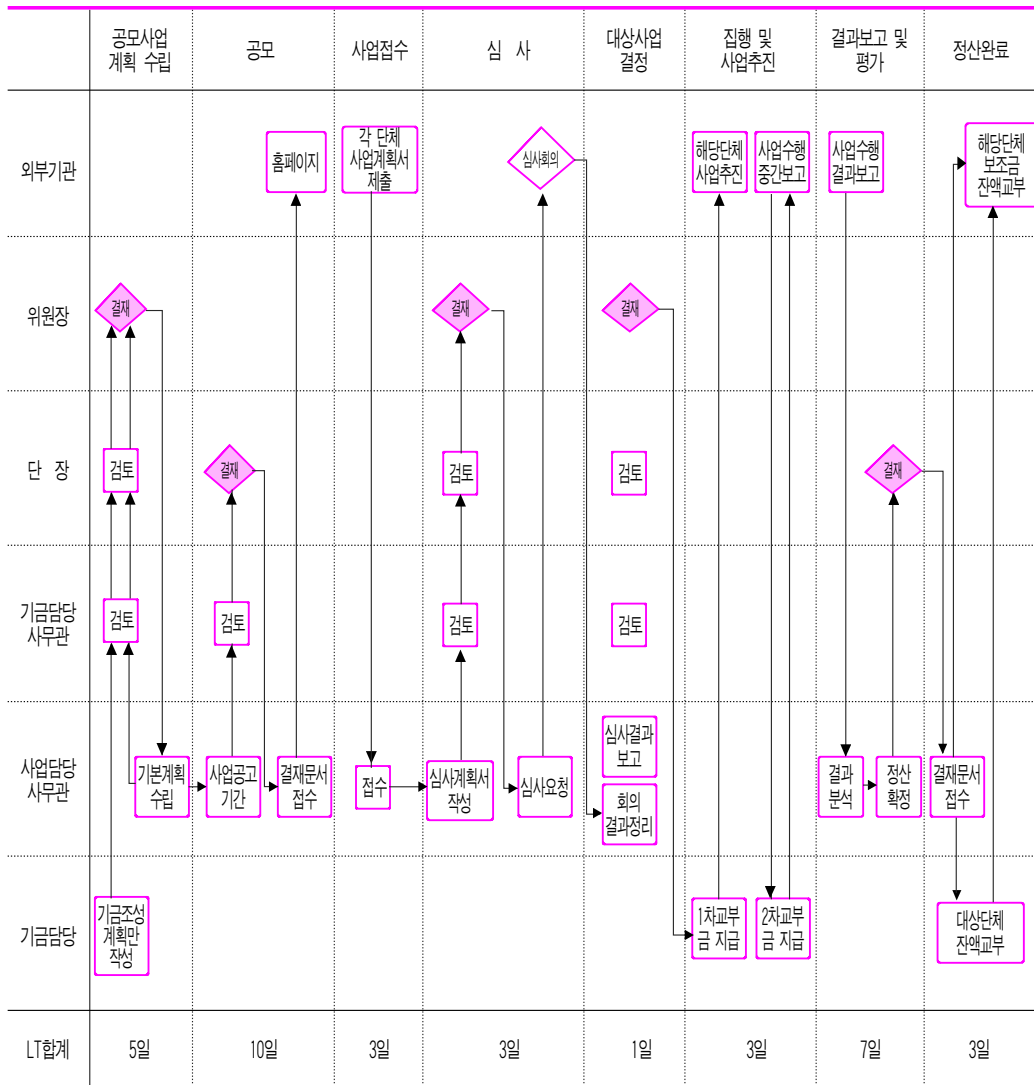 공모사업
계획 수립
공모
사업접수
심 사
대상사업
결정
집행 및
사업추진
결과보고 및
평가
정산완료
외부기관
홈페이지
각 단체
사업계획서
제출
심사회의
해당단체
사업추진
사업수행
중간보고
사업수행
결과보고
해당단체
보조금
잔액교부
위원장
결재
결재
결재
단 장
검토
결재
검토
검토
결재
기금담당
사무관
검토
검토
검토
검토
사업담당
사무관
기본계획
수립
사업공고
기간
결재문서
접수
접수
심사계획서
작성
심사요청
심사결과
보고
회의
결과정리
결과
분석
정산
확정
결재문서
접수
기금담당
기금조성
계획만
작성
1차교부
금 지급
2차교부
금 지급
대상단체
잔액교부
LT합계
5일
10일
3일
3일
1일
3일
7일
3일